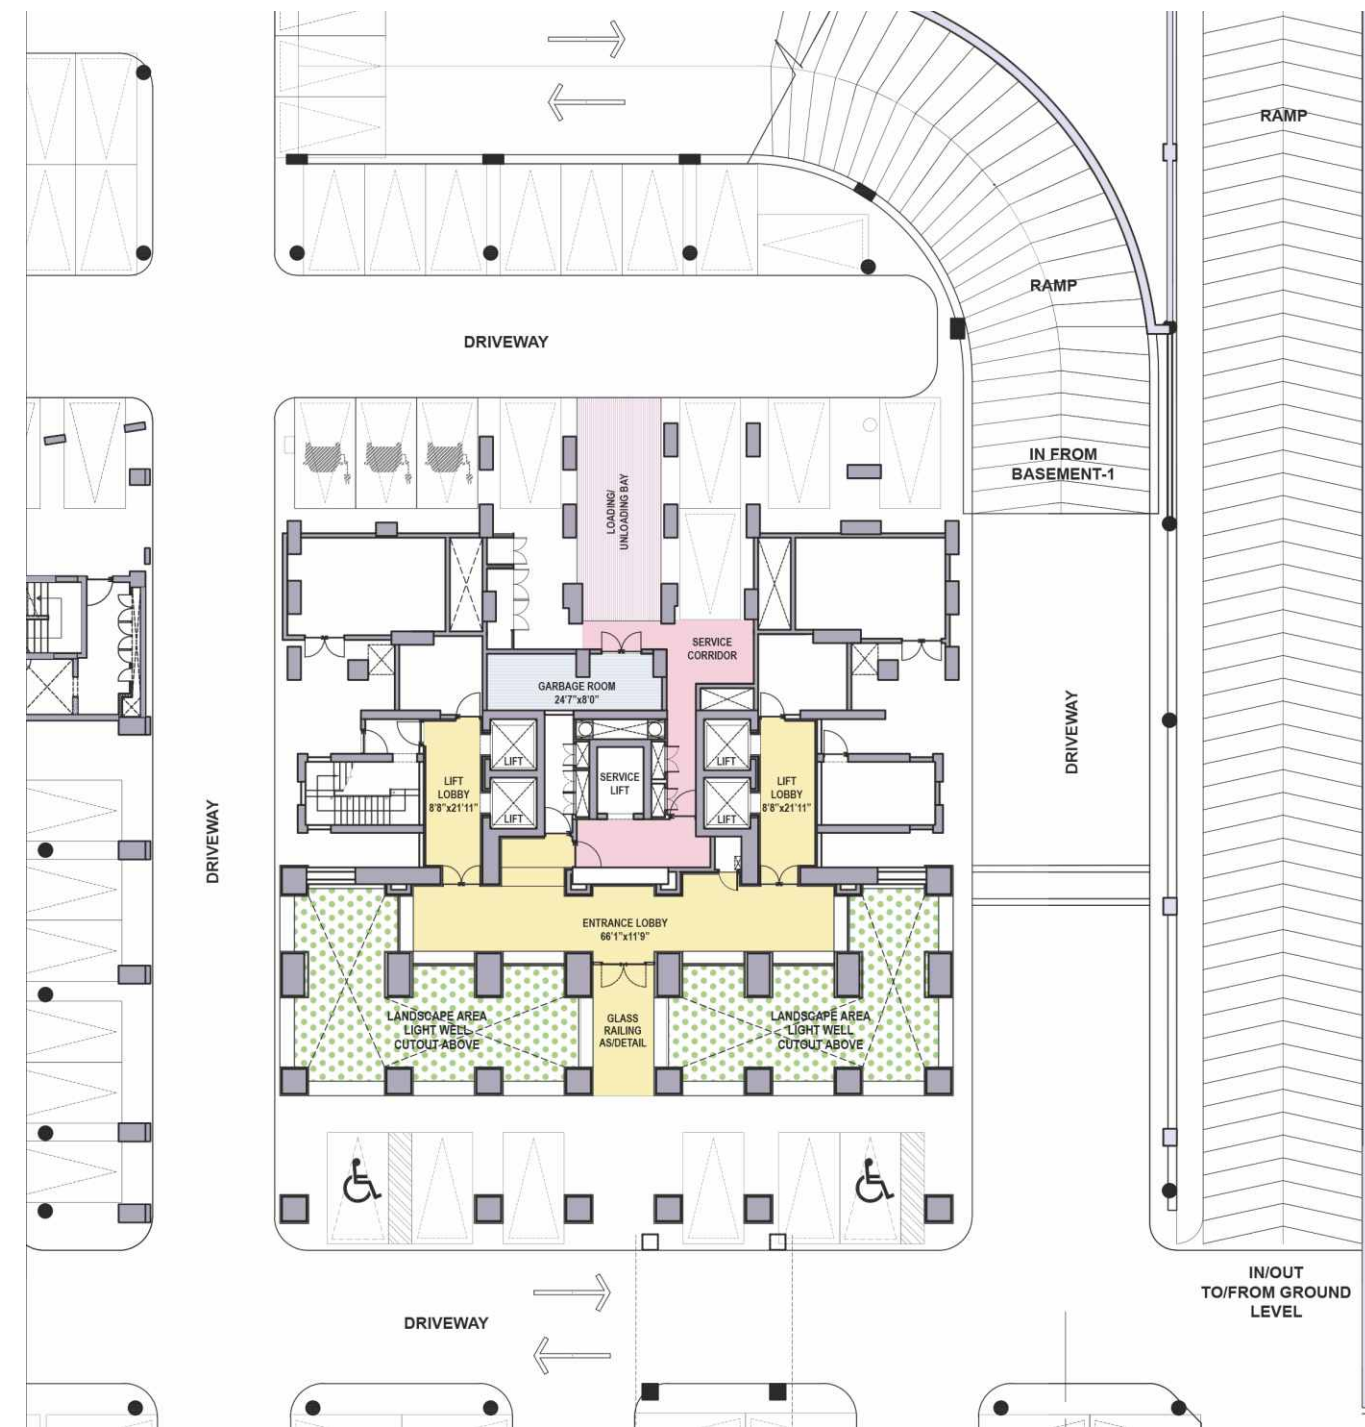 RAMP
RAMP
DRIVEWAY
IN FROM
BASEMENT-1
LOADING/
UNLOADING BAY
SERVICE
CORRIDOR
GARBAGE ROOM
24'7"x8'0"
DRIVEWAY
LIFT
LIFT
SERVICE
LIFT
LIFT
LOBBY
8'8"x21'11"
LIFT
LOBBY
8'8"x21'11"
LIFT
LIFT
DRIVEWAY
ENTRANCE LOBBY
66'1"x11'9"
LANDSCAPE AREA
LIGHT WELL
CUTOUT ABOVE
GLASS
RAILING
AS/DETAIL
LANDSCAPE AREA
LIGHT WELL
CUTOUT ABOVE
IN/OUT
TO/FROM GROUND
LEVEL
DRIVEWAY